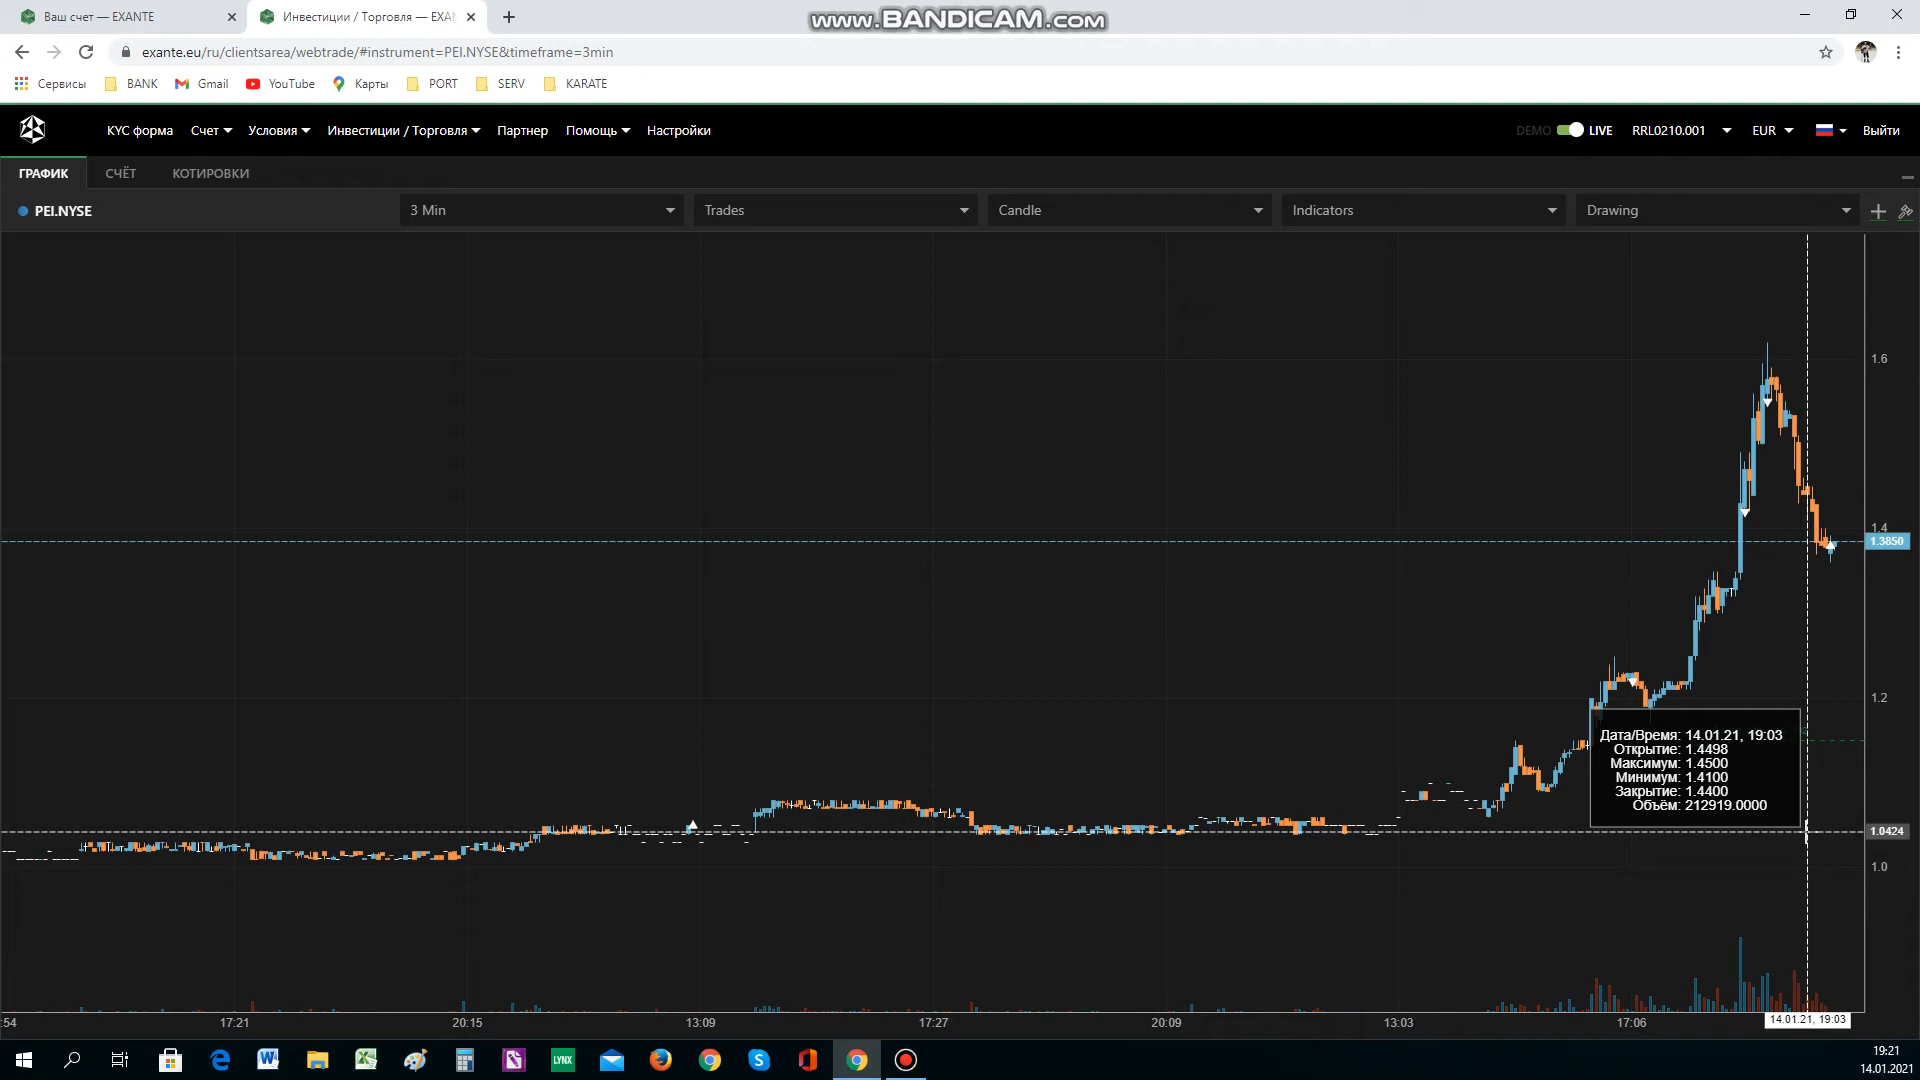 Ваш счет — EXANTE
Инвестиции / Торговля — EXAN
www.BANDICAM.com
exante.eu/ru/clientsarea/webtrade/#instrument=PEI.NYSE&timeframe=3min
Сервисы
BANK
Gmail
YouTube
Карты
PORT
SERV
KARATE
KYC форма
Счет
Условия
Инвестиции / Торговля
Партнер
Помощь
Настройки
DEMO
LIVE
RRL0210.001
EUR
Выйти
ГРАФИК
СЧЁТ
КОТИРОВКИ
PEI.NYSE
3 Min
Trades
Candle
Indicators
Drawing
1.6
1.4
1.3850
1.2
Дата/Время: 14.01.21, 19:03
Открытие: 1.4498
Максимум: 1.4500
Минимум: 1.4100
Закрытие: 1.4400
Объём: 212919.0000
1.0424
1.0
:54
17:21
20:15
13:09
17:27
20:09
13:03
17:06
14.01.21, 19:03
LYNX
19:21
14.01.2021